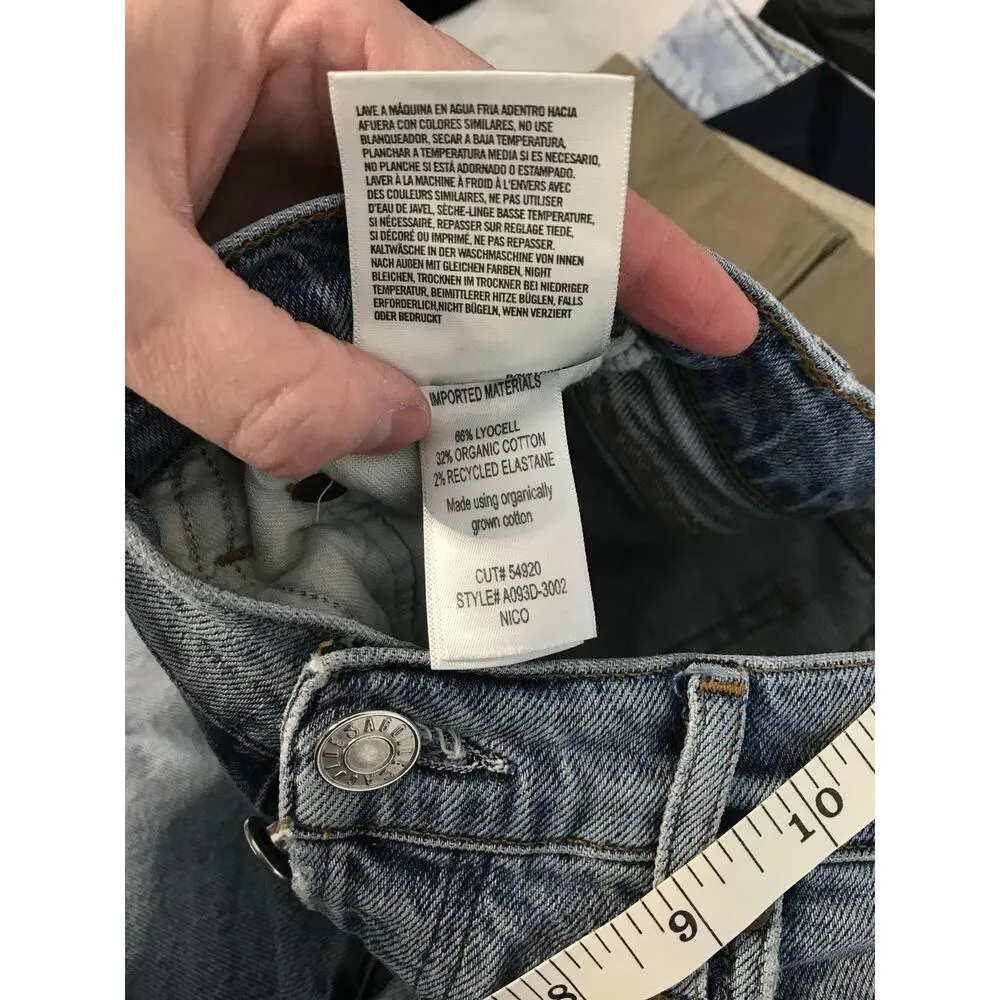 LAVE A MÁQUINA EN AGUA FRIA ADENTRO HACIA
AFUERA CON COLORES SIMILARES, NO USE
BLANQUEADOR, SECAR A BAJA TEMPERATURA,
PLANCHAR A TEMPERATURA MEDIA SI ES NECESARIO,
NO PLANCHE SI ESTÁ ADORNADO O ESTAMPADO.
LAVER À LA MACHINE À FROID À L'ENVERS AVEC
DES COULEURS SIMILAIRES, NE PAS UTILISER
D'EAU DE JAVEL, SÈCHE-LINGE BASSE TEMPERATURE,
SI NÉCESSAIRE, REPASSER SUR REGLAGE TIEDE,
SI DÉCORÉ OU IMPRIMÉ, NE PAS REPASSER.
KALTWÄSCHE IN DER WASCHMASCHINE VON INNEN
NACH AUßEN MIT GLEICHEN FARBEN, NIGHT
BLEICHEN, TROCKNEN IM TROCKNER BEI NIEDRIGER
TEMPERATUR, BEIMITTLERER HITZE BÜGLEN, FALLS
ERFORDERLICH,NICHT BÜGELN, WENN VERZIERT
ODER BEDRUCKT
IMPORTED MATERIALS
66% LYOCELL
32% ORGANIC COTTON
2% RECYCLED ELASTANE
Made using organically
grown cotton
CUT# 54920
STYLE# A093D-3002
NICO
8
9
10